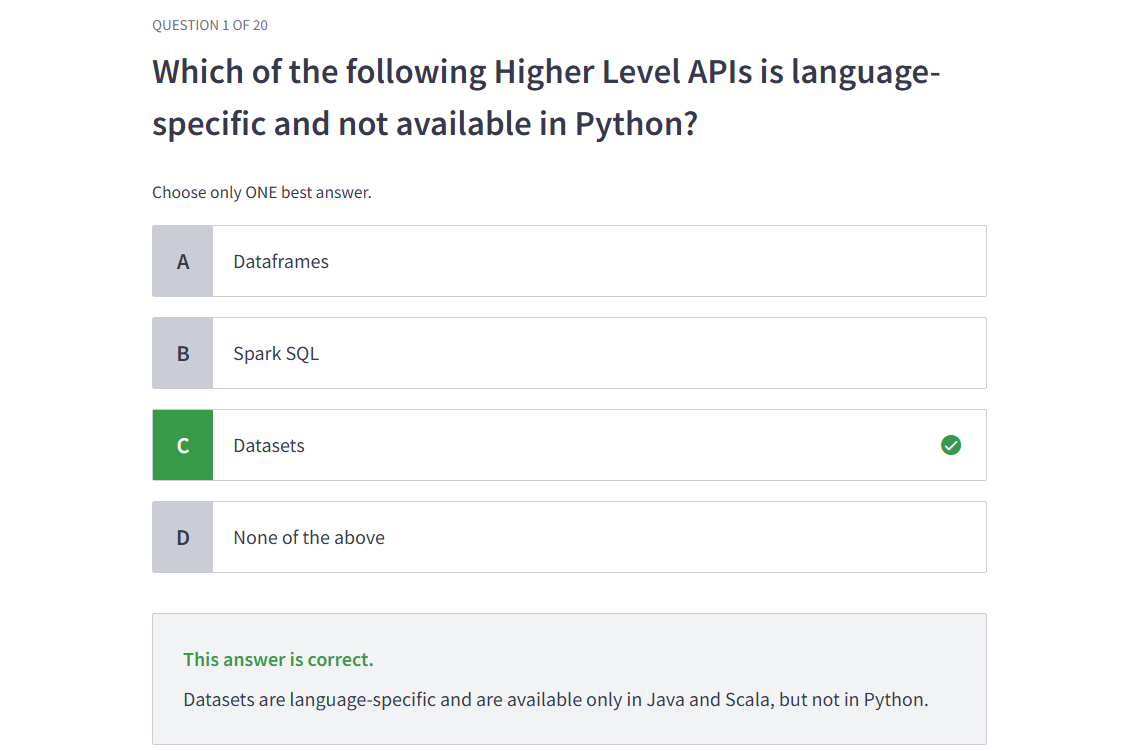 QUESTION 1 OF 20
Which of the following Higher Level APIs is language-
specific and not available in Python?
Choose only ONE best answer.
A Dataframes
B Spark SQL
C Datasets
D None of the above
This answer is correct.
Datasets are language-specific and are available only in Java and Scala, but not in Python.